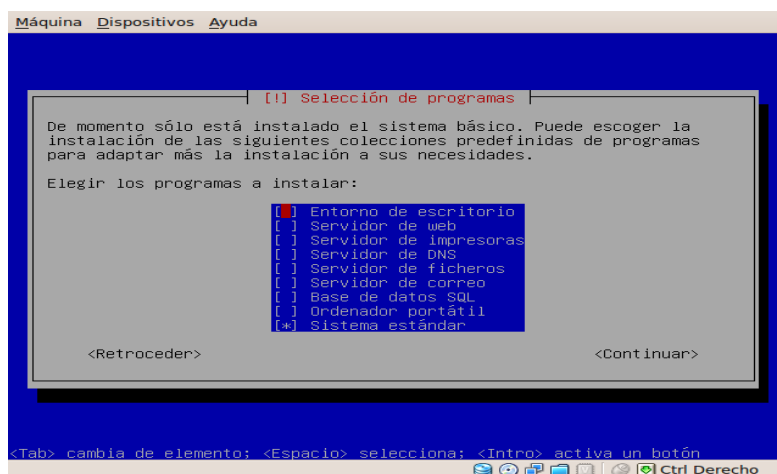 Máquina Dispositivos Ayuda
[!] Selección de programas
De momento sólo está instalado el sistema básico. Puede escoger la
instalación de las siguientes colecciones predefinidas de programas
para adaptar más la instalación a sus necesidades.
Elegir los programas a instalar:
[ ] Entorno de escritorio
[ ] Servidor de web
[ ] Servidor de impresoras
[ ] Servidor de DNS
[ ] Servidor de ficheros
[ ] Servidor de correo
[ ] Base de datos SQL
[ ] Ordenador portátil
[*] Sistema estándar
<Retroceder> <Continuar>
<Tab> cambia de elemento; <Espacio> selecciona; <Intro> activa un botón
Ctrl Derecho